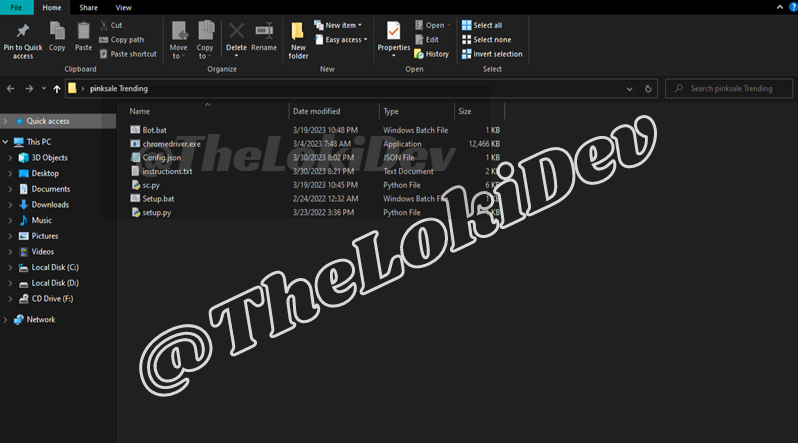 File Home Share View
Pin to Quick access
Copy
Paste
Cut
Copy path
Paste shortcut
Clipboard
Move to
Copy to
Delete
Rename
Organize
New folder
New item
Easy access
New
Properties
Open
Edit
History
Open
Select all
Select none
Invert selection
Select
pinksale Trending
Search pinksale Trending
Quick access
This PC
3D Objects
Desktop
Documents
Downloads
Music
Pictures
Videos
Local Disk (C:)
Local Disk (D:)
CD Drive (F:)
Network
Name Date modified Type Size
Bot.bat 3/19/2023 10:48 PM Windows Batch File 1 KB
chromedriver.exe 3/4/2023 7:48 AM Application 12,466 KB
Config.json 3/30/2023 8:02 PM JSON File 1 KB
instructions.txt 3/30/2023 8:21 PM Text Document 2 KB
sc.py 3/19/2023 10:45 PM Python File 6 KB
Setup.bat 2/24/2022 12:32 AM Windows Batch File 1 KB
setup.py 3/23/2022 3:36 PM Python File KB
@TheLokiDev
@TheLokiDev